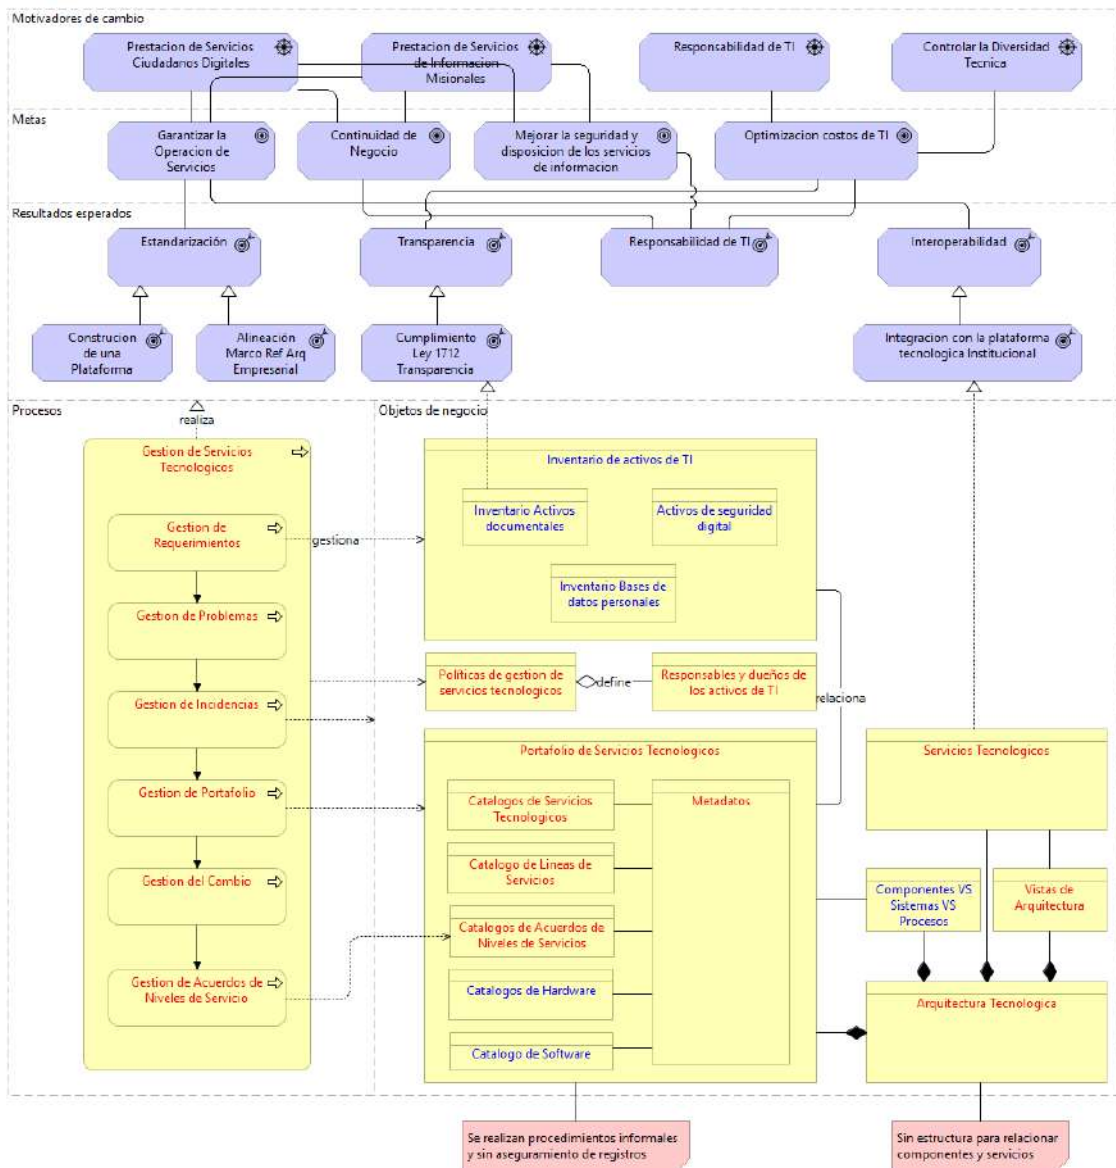 Motivadores de cambio
Prestacion de Servicios
Ciudadanos Digitales
Prestacion de Servicios
de Informacion
Misionales
Responsabilidad de TI
Controlar la Diversidad
Tecnica
Metas
Garantizar la
Operacion de
Servicios
Continuidad de
Negocio
Mejorar la seguridad y
disposicion de los servicios
de informacion
Optimizacion costos de TI
Resultados esperados
Estandarización
Transparencia
Responsabilidad de TI
Interoperabilidad
Construcion
de una
Plataforma
Alineación
Marco Ref Arq
Empresarial
Cumplimiento
Ley 1712
Transparencia
Integracion con la plataforma
tecnologica Institucional
Procesos
realiza
Objetos de negocio
Gestion de Servicios
Tecnologicos
Gestion de
Requerimientos
gestiona
Gestion de Problemas
Gestion de Incidencias
Gestion de Portafolio
Gestion del Cambio
Gestion de Acuerdos de
Niveles de Servicio
Inventario de activos de TI
Inventario Activos
documentales
Activos de seguridad
digital
Inventario Bases de
datos personales
Políticas de gestion de
servicios tecnologicos
define
Responsables y dueños de
los activos de TI
relaciona
Portafolio de Servicios Tecnologicos
Catalogos de Servicios
Tecnologicos
Metadatos
Catalogo de Lineas de
Servicios
Catalogos de Acuerdos de
Niveles de Servicios
Catalogos de Hardware
Catalogo de Software
Servicios Tecnologicos
Componentes VS
Sistemas VS
Procesos
Vistas de
Arquitectura
Arquitectura Tecnologica
Se realizan procedimientos informales
y sin aseguramiento de registros
Sin estructura para relacionar
componentes y servicios